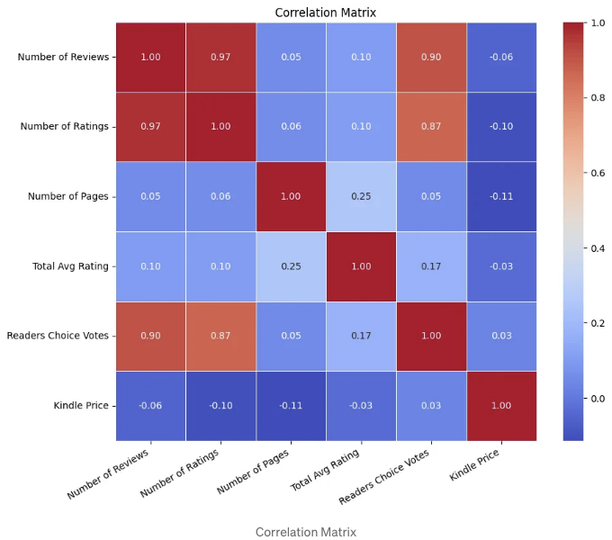 Correlation Matrix
1.0
Number of Reviews 1.00 0.97 0.05 0.10 0.90 -0.06
0.8
Number of Ratings 0.97 1.00 0.06 0.10 0.87 -0.10
0.6
Number of Pages 0.05 0.06 1.00 0.25 0.05 -0.11
0.4
Total Avg Rating 0.10 0.10 0.25 1.00 0.17 -0.03
0.2
Readers Choice Votes 0.90 0.87 0.05 0.17 1.00 0.03
0.0
Kindle Price -0.06 -0.10 -0.11 -0.03 0.03 1.00
Number of Reviews
Number of Ratings
Number of Pages
Total Avg Rating
Readers Choice Votes
Kindle Price
Correlation Matrix